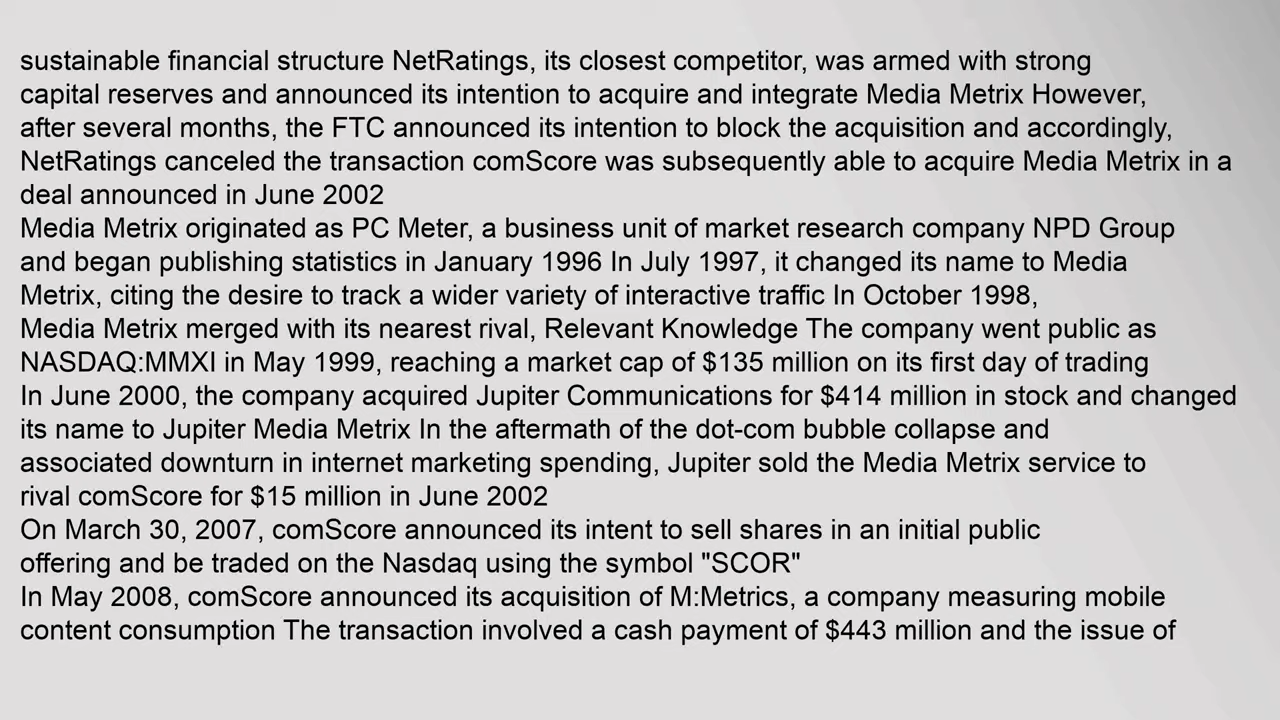 sustainable financial structure NetRatings, its closest competitor, was armed with strong
capital reserves and announced its intention to acquire and integrate Media Metrix However,
after several months, the FTC announced its intention to block the acquisition and accordingly,
NetRatings canceled the transaction comScore was subsequently able to acquire Media Metrix in a
deal announced in June 2002
Media Metrix originated as PC Meter, a business unit of market research company NPD Group
and began publishing statistics in January 1996 In July 1997, it changed its name to Media
Metrix, citing the desire to track a wider variety of interactive traffic In October 1998,
Media Metrix merged with its nearest rival, Relevant Knowledge The company went public as
NASDAQ:MMXI in May 1999, reaching a market cap of $135 million on its first day of trading
In June 2000, the company acquired Jupiter Communications for $414 million in stock and changed
its name to Jupiter Media Metrix In the aftermath of the dot-com bubble collapse and
associated downturn in internet marketing spending, Jupiter sold the Media Metrix service to
rival comScore for $15 million in June 2002
On March 30, 2007, comScore announced its intent to sell shares in an initial public
offering and be traded on the Nasdaq using the symbol "SCOR"
In May 2008, comScore announced its acquisition of M:Metrics, a company measuring mobile
content consumption The transaction involved a cash payment of $443 million and the issue of